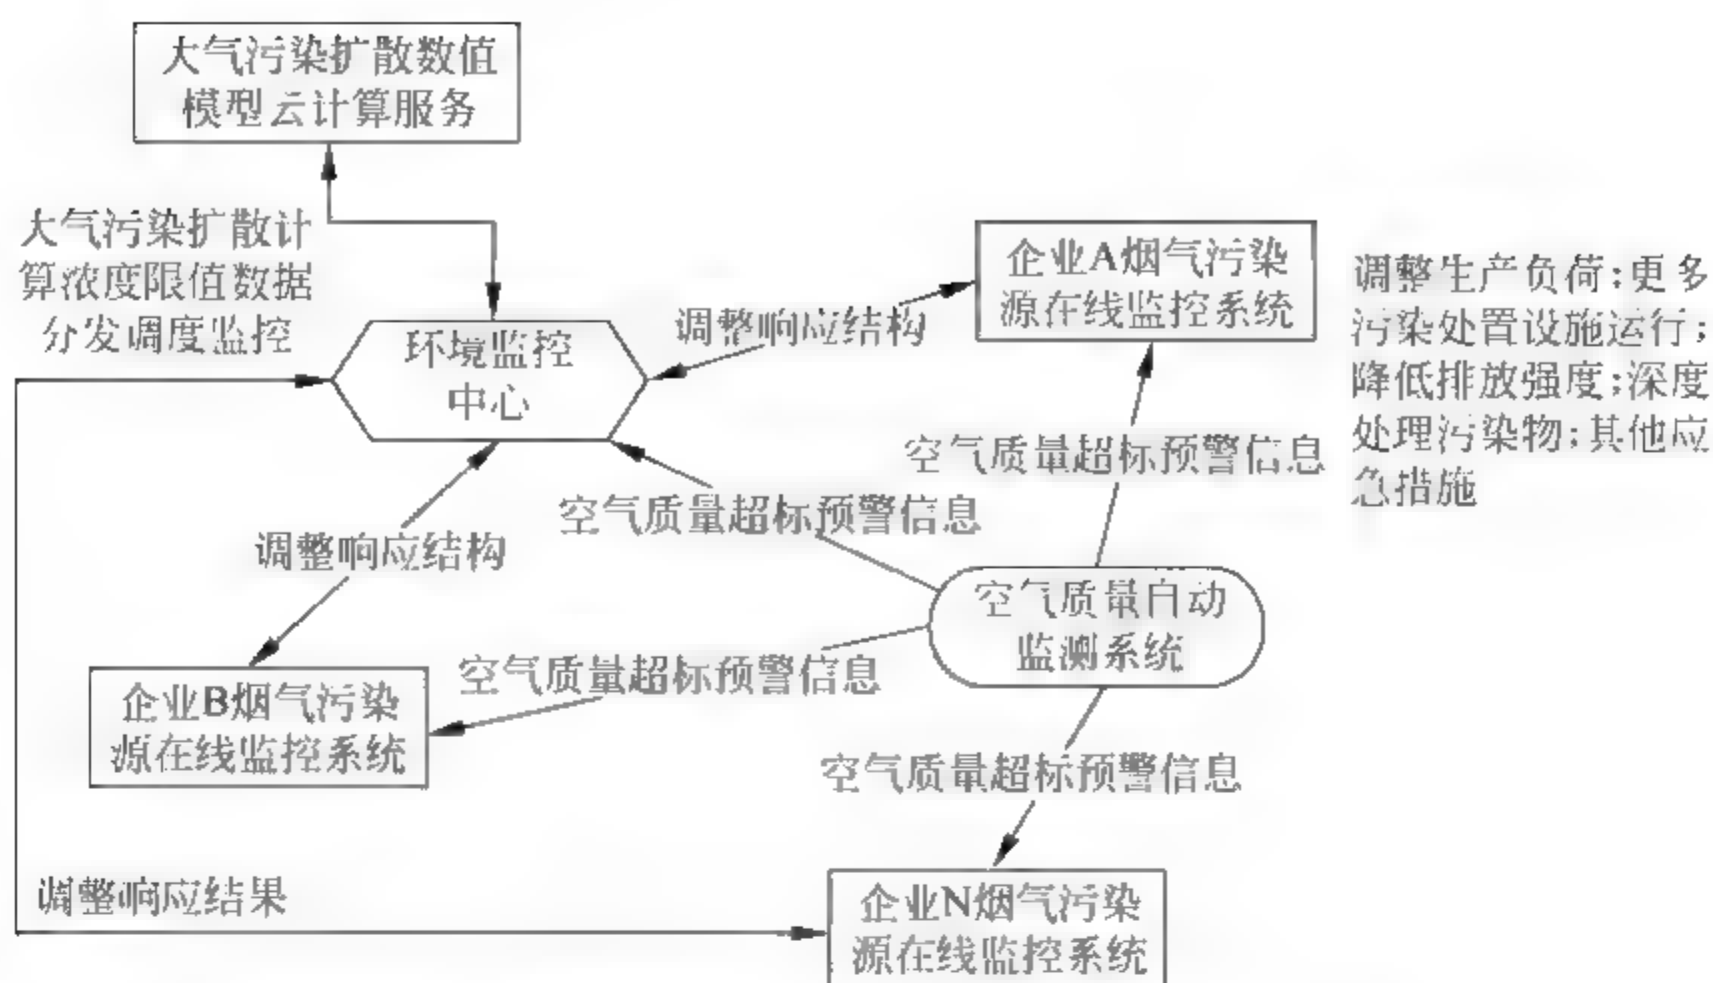 大气污染扩散数值
模型云计算服务
大气污染扩散计
算浓度限值数据
分发调度监控
环境监控
中心
调整响应结构
企业A烟气污染
源在线监控系统
调整生产负荷;更多
污染处置设施运行;
降低排放强度;深度
处理污染物;其他应
急措施
空气质量超标预警信息
空气质量超标预警信息
调整响应结构
空气质量自动
监测系统
空气质量超标预警信息
企业B烟气污染
源在线监控系统
空气质量超标预警信息
调整响应结果
企业N烟气污染
源在线监控系统